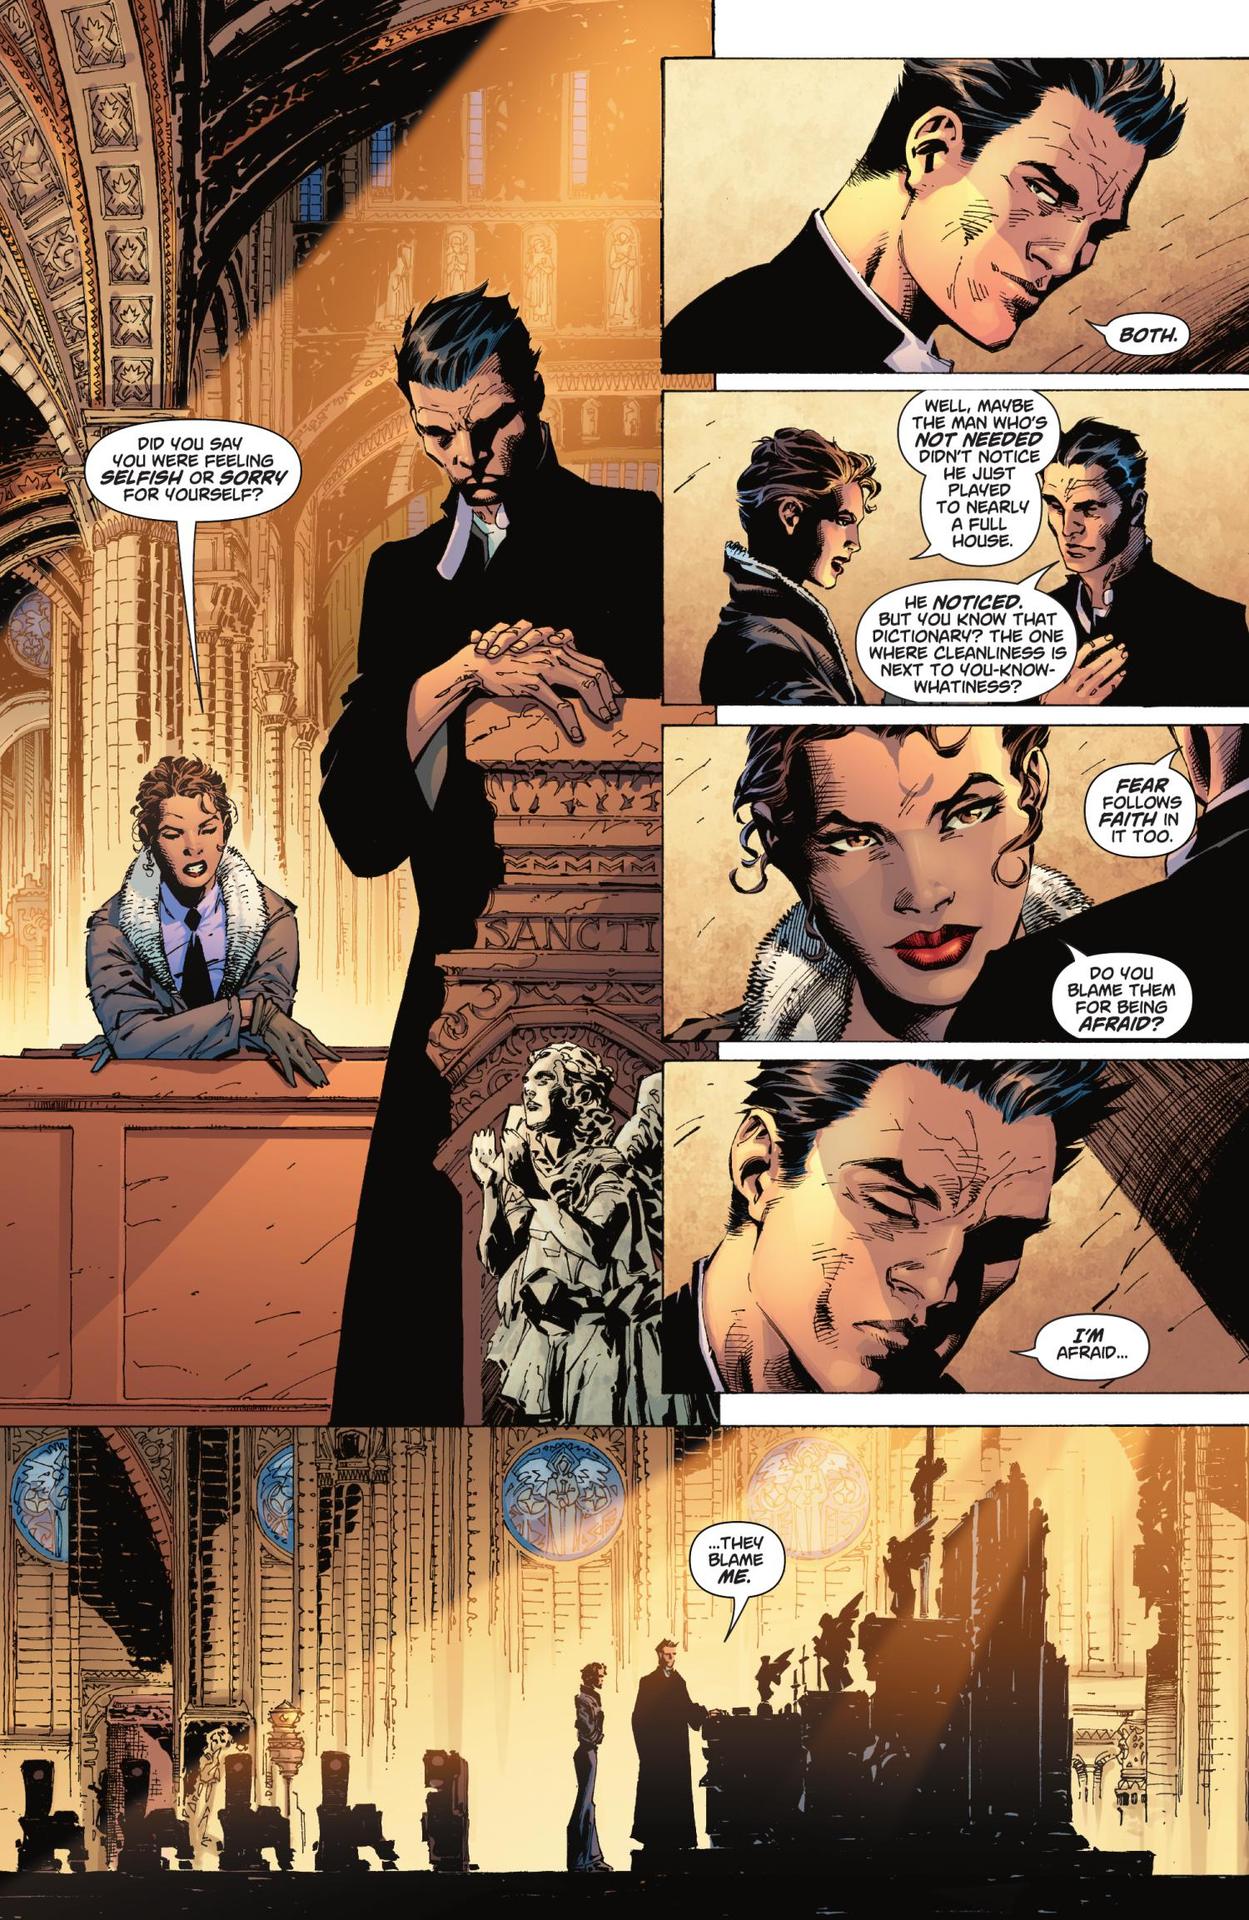 DID YOU SAY
YOU WERE FEELING
SELFISH OR SORRY
FOR YOURSELF?
SANCTI
BOTH.
WELL, MAYBE
THE MAN WHO'S
NOT NEEDED
DIDN'T NOTICE
HE JUST
PLAYED
TO NEARLY
A FULL
HOUSE.
HE NOTICED.
BUT YOU KNOW THAT
DICTIONARY? THE ONE
WHERE CLEANLINESS IS
NEXT TO YOU-KNOW-
WHATINESS?
FEAR
FOLLOWS
FAITH IN
IT TOO.
DO YOU
BLAME THEM
FOR BEING
AFRAID?
I'M
AFRAID...
...THEY
BLAME
ME.